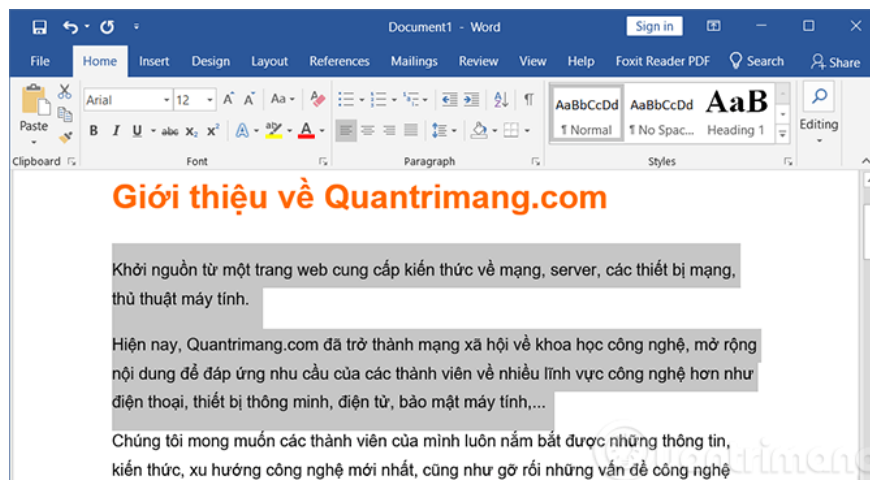 Document1 - Word
Sign in
File Home Insert Design Layout References Mailings Review View Help Foxit Reader PDF Search Share
Paste
Arial 12 A A Aa A
B I U abc X₂ X² A ab A
AaBbCcDd AaBbCcDd AaB
¶ Normal ¶ No Spac... Heading 1
Editing
Clipboard Font Paragraph Styles
Giới thiệu về Quantrimang.com
Khởi nguồn từ một trang web cung cấp kiến thức về mạng, server, các thiết bị mạng,
thủ thuật máy tính.
Hiện nay, Quantrimang.com đã trở thành mạng xã hội về khoa học công nghệ, mở rộng
nội dung để đáp ứng nhu cầu của các thành viên về nhiều lĩnh vực công nghệ hơn như
điện thoại, thiết bị thông minh, điện tử, bảo mật máy tính,...
Chúng tôi mong muốn các thành viên của mình luôn nắm bắt được những thông tin,
kiến thức, xu hướng công nghệ mới nhất, cũng như gỡ rối những vấn đề công nghệ